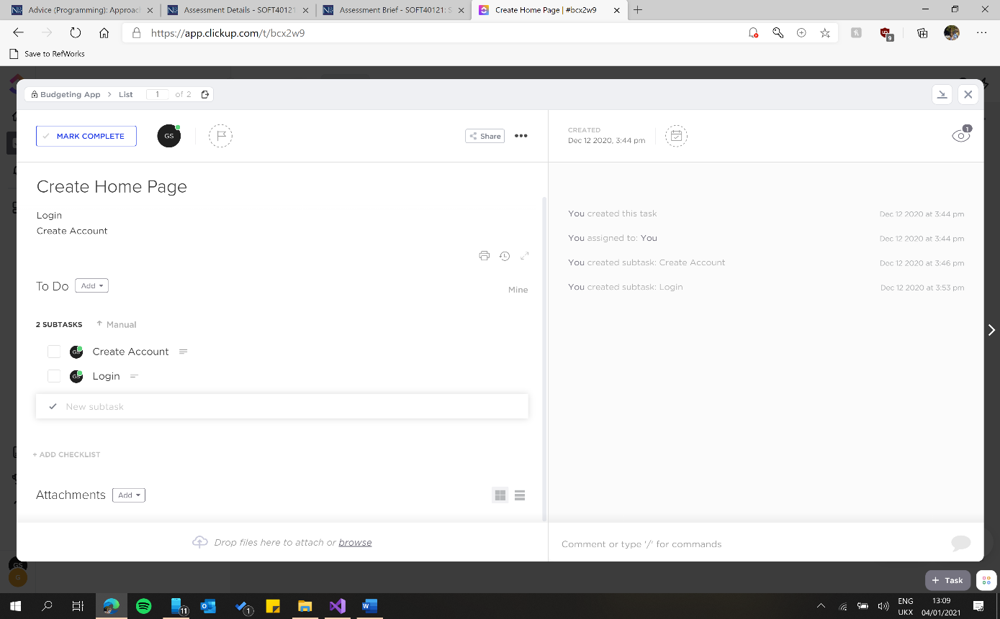 Advice (Programming): Approach
Assessment Details - SOFT40121
Assessment Brief - SOFT40121: S
Create Home Page | #bcx2w9
https://app.clickup.com/t/bcx2w9
9
Save to RefWorks
Budgeting App > List 1 of 2
MARK COMPLETE
GS
Share
CREATED
Dec 12 2020, 3:44 pm
1
Create Home Page
Login
Create Account
You created this task Dec 12 2020 at 3:44 pm
You assigned to: You Dec 12 2020 at 3:44 pm
You created subtask: Create Account Dec 12 2020 at 3:46 pm
You created subtask: Login Dec 12 2020 at 3:53 pm
To Do Add
Mine
2 SUBTASKS Manual
GS Create Account
GS Login
New subtask
+ ADD CHECKLIST
Attachments Add
Drop files here to attach or browse
Comment or type '/' for commands
GS
G
+ Task
11
1
ENG
UKX
13:09
04/01/2021